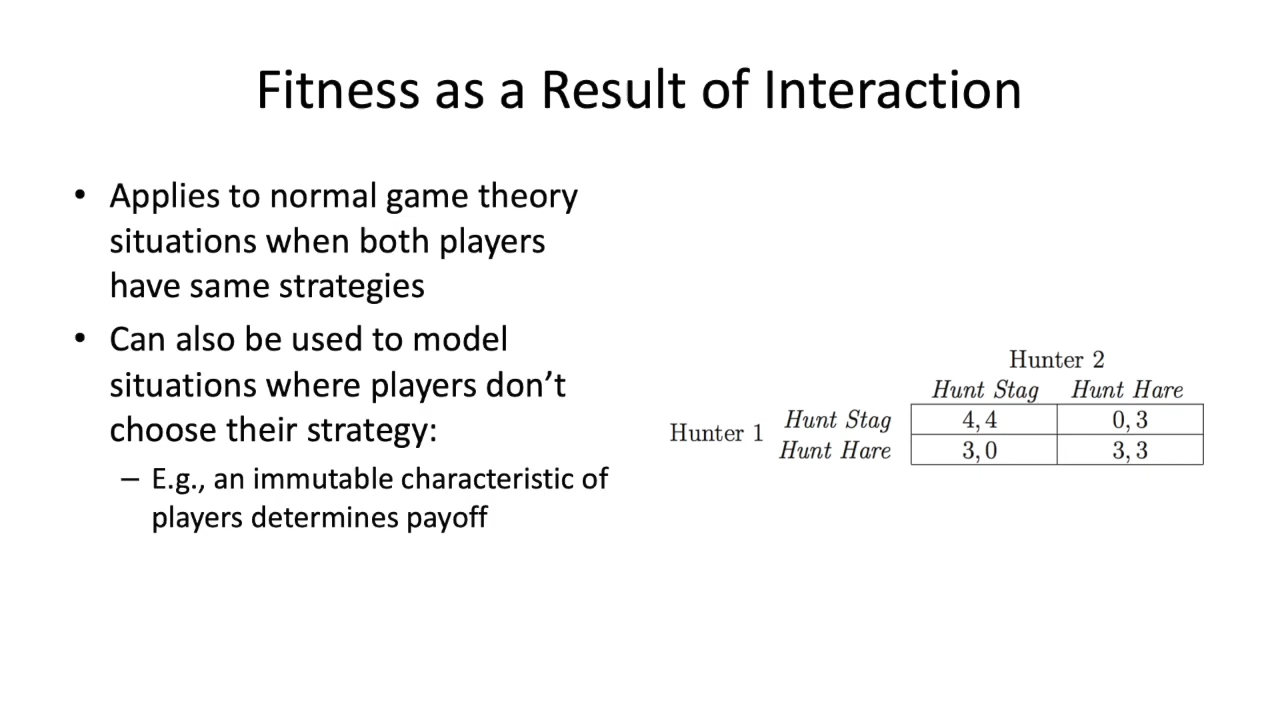 Fitness as a Result of Interaction
• Applies to normal game theory
situations when both players
have same strategies
• Can also be used to model
situations where players don’t
choose their strategy:
– E.g., an immutable characteristic of
players determines payoff
Hunter 2
Hunt Stag Hunt Hare
Hunter 1
Hunt Stag 4, 4 0, 3
Hunt Hare 3, 0 3, 3